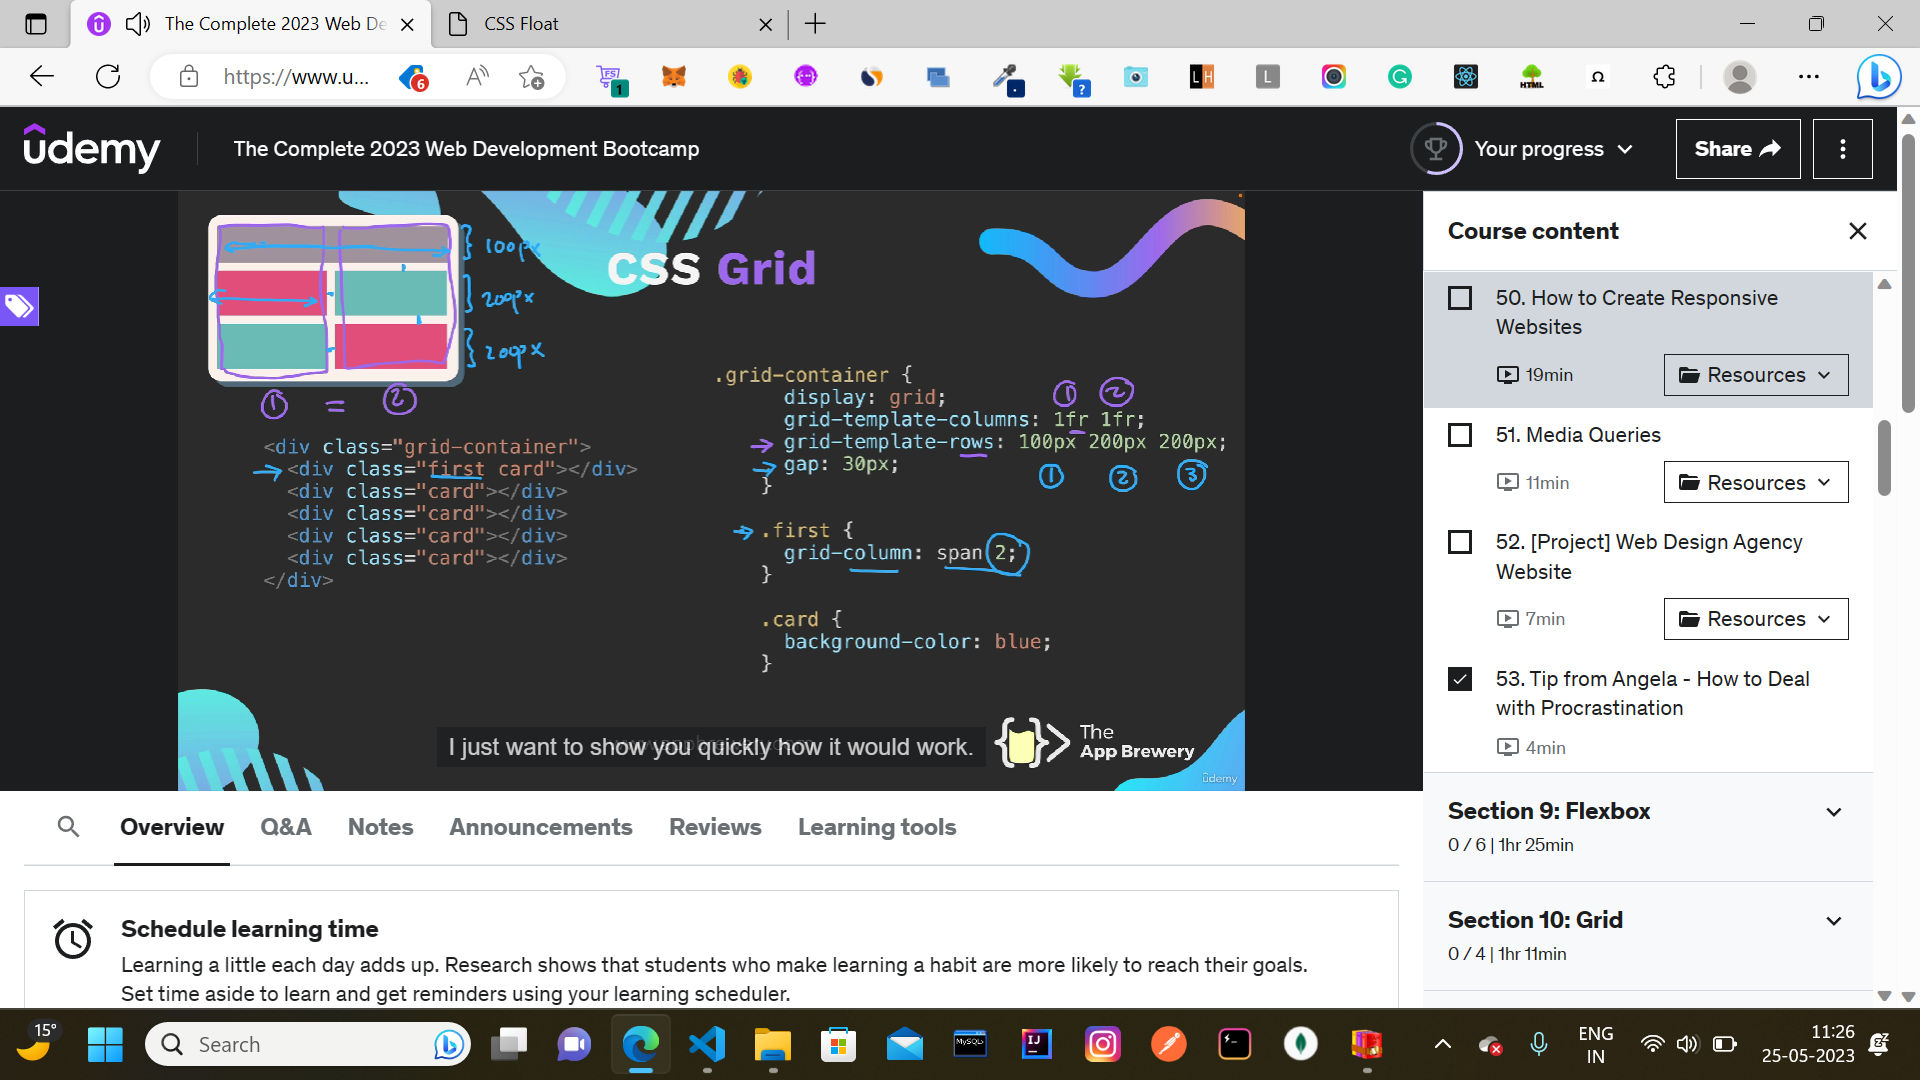 The Complete 2023 Web De
CSS Float
https://www.u...
6
1
LH
L
?
HTML
Ω
ûdemy
The Complete 2023 Web Development Bootcamp
Your progress
Share
CSS Grid
100px
200px
200px
1 = 2
<div class="grid-container">
<div class="first card"></div>
<div class="card"></div>
<div class="card"></div>
<div class="card"></div>
<div class="card"></div>
</div>
.grid-container {
display: grid;
1 2
grid-template-columns: 1fr 1fr;
grid-template-rows: 100px 200px 200px;
gap: 30px;
1 2 3
}
.first {
grid-column: span 2;
}
.card {
background-color: blue;
}
I just want to show you quickly how it would work.
The
App Brewery
ûdemy
Course content
50. How to Create Responsive
Websites
19min
Resources
51. Media Queries
11min
Resources
52. [Project] Web Design Agency
Website
7min
Resources
53. Tip from Angela - How to Deal
with Procrastination
4min
Section 9: Flexbox
0 / 6 | 1hr 25min
Section 10: Grid
0 / 4 | 1hr 11min
Overview
Q&A
Notes
Announcements
Reviews
Learning tools
Schedule learning time
Learning a little each day adds up. Research shows that students who make learning a habit are more likely to reach their goals.
Set time aside to learn and get reminders using your learning scheduler.
15°
Search
MySQL
IJ
ENG
IN
11:26
25-05-2023